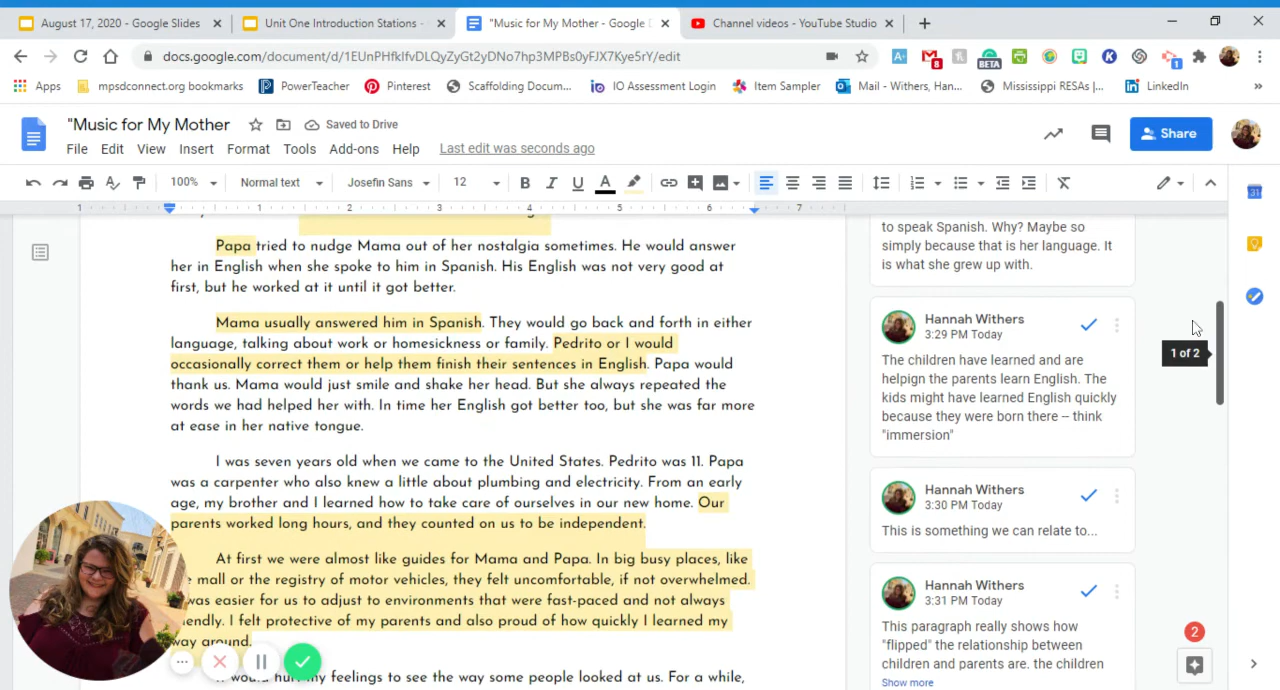 August 17, 2020 - Google Slides
Unit One Introduction Stations -
"Music for My Mother - Google D
Channel videos - YouTube Studio
docs.google.com/document/d/1EUnPHfkIfvDLQyZyGt2yDNo7hp3MPBs0yFJX7Kye5rY/edit
8
BETA
1
Apps
mpsdconnect.org bookmarks
PowerTeacher
Pinterest
Scaffolding Docum...
IO Assessment Login
Item Sampler
Mail - Withers, Han...
Mississippi RESAs |...
LinkedIn
"Music for My Mother
Saved to Drive
File Edit View Insert Format Tools Add-ons Help Last edit was seconds ago
Share
100% Normal text Josefin Sans 12
1 1 2 3 4 5 6 7
Papa tried to nudge Mama out of her nostalgia sometimes. He would answer
her in English when she spoke to him in Spanish. His English was not very good at
first, but he worked at it until it got better.
Mama usually answered him in Spanish. They would go back and forth in either
language, talking about work or homesickness or family. Pedrito or I would
occasionally correct them or help them finish their sentences in English. Papa would
thank us. Mama would just smile and shake her head. But she always repeated the
words we had helped her with. In time her English got better too, but she was far more
at ease in her native tongue.
I was seven years old when we came to the United States. Pedrito was 11. Papa
was a carpenter who also knew a little about plumbing and electricity. From an early
age, my brother and I learned how to take care of ourselves in our new home. Our
parents worked long hours, and they counted on us to be independent.
At first we were almost like guides for Mama and Papa. In big busy places, like
mall or the registry of motor vehicles, they felt uncomfortable, if not overwhelmed.
was easier for us to adjust to environments that were fast-paced and not always
iendly. I felt protective of my parents and also proud of how quickly I learned my
way around.
It would hurt my feelings to see the way some people looked at us. For a while,
to speak Spanish. Why? Maybe so
simply because that is her language. It
is what she grew up with.
Hannah Withers
3:29 PM Today
The children have learned and are
helpign the parents learn English. The
kids might have learned English quickly
because they were born there -- think
"immersion"
Hannah Withers
3:30 PM Today
This is something we can relate to...
Hannah Withers
3:31 PM Today
This paragraph really shows how
"flipped" the relationship between
children and parents are. the children
Show more
1 of 2
31
2